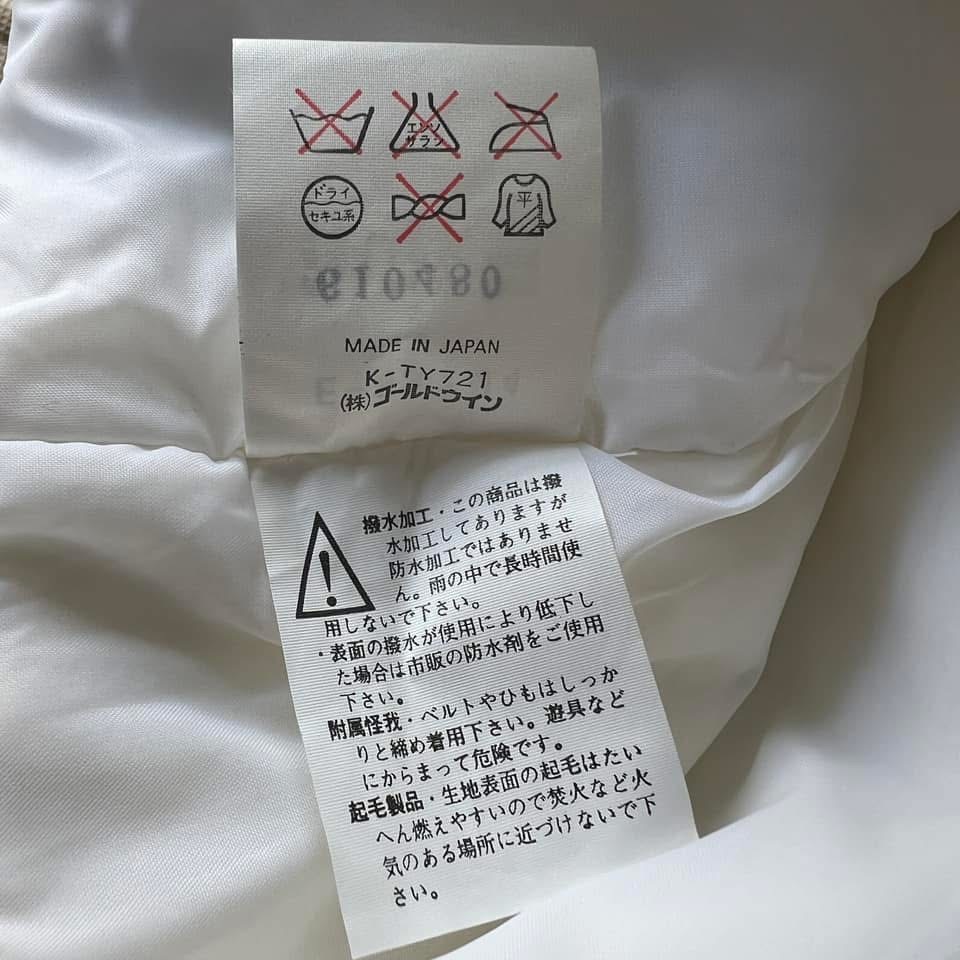 エンソ
サラシ
ドライ
セキユ系
平
610480
MADE IN JAPAN
K-TY721
(株)ゴールドウイン
撥水加工・この商品は撥
水加工してありますが
防水加工ではありませ
ん。雨の中で長時間使
用しないで下さい。
・表面の撥水が使用により低下し
た場合は市販の防水剤をご使用
下さい。
附属怪我・ベルトやひもはしっか
りと締め着用下さい。遊具など
にからまって危険です。
起毛製品・生地表面の起毛はたい
へん燃えやすいので焚火など火
気のある場所に近づけないで下
さい。